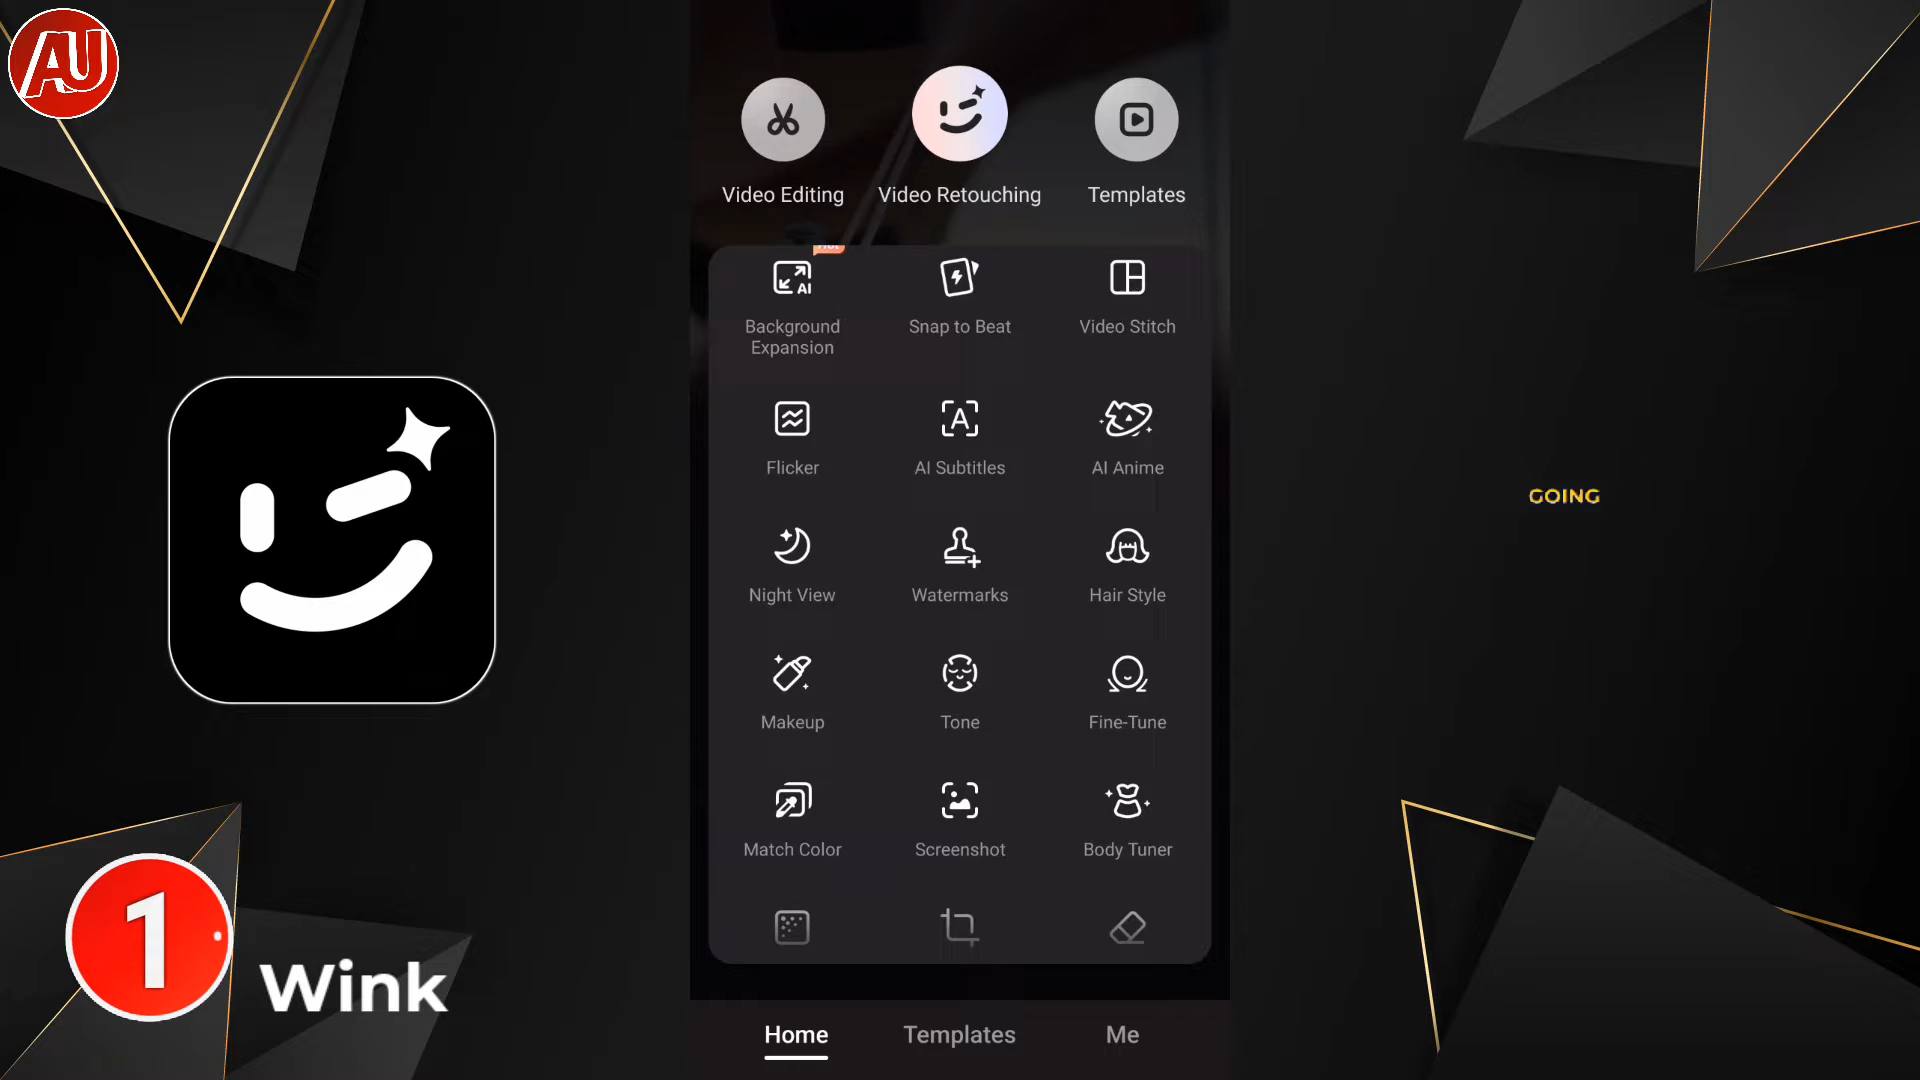 AU
Video Editing
Video Retouching
Templates
Hot
AI
Background
Expansion
Snap to Beat
Video Stitch
A
Flicker
AI Subtitles
AI Anime
Night View
Watermarks
Hair Style
GOING
Makeup
Tone
Fine-Tune
Match Color
Screenshot
Body Tuner
1
Wink
Home
Templates
Me